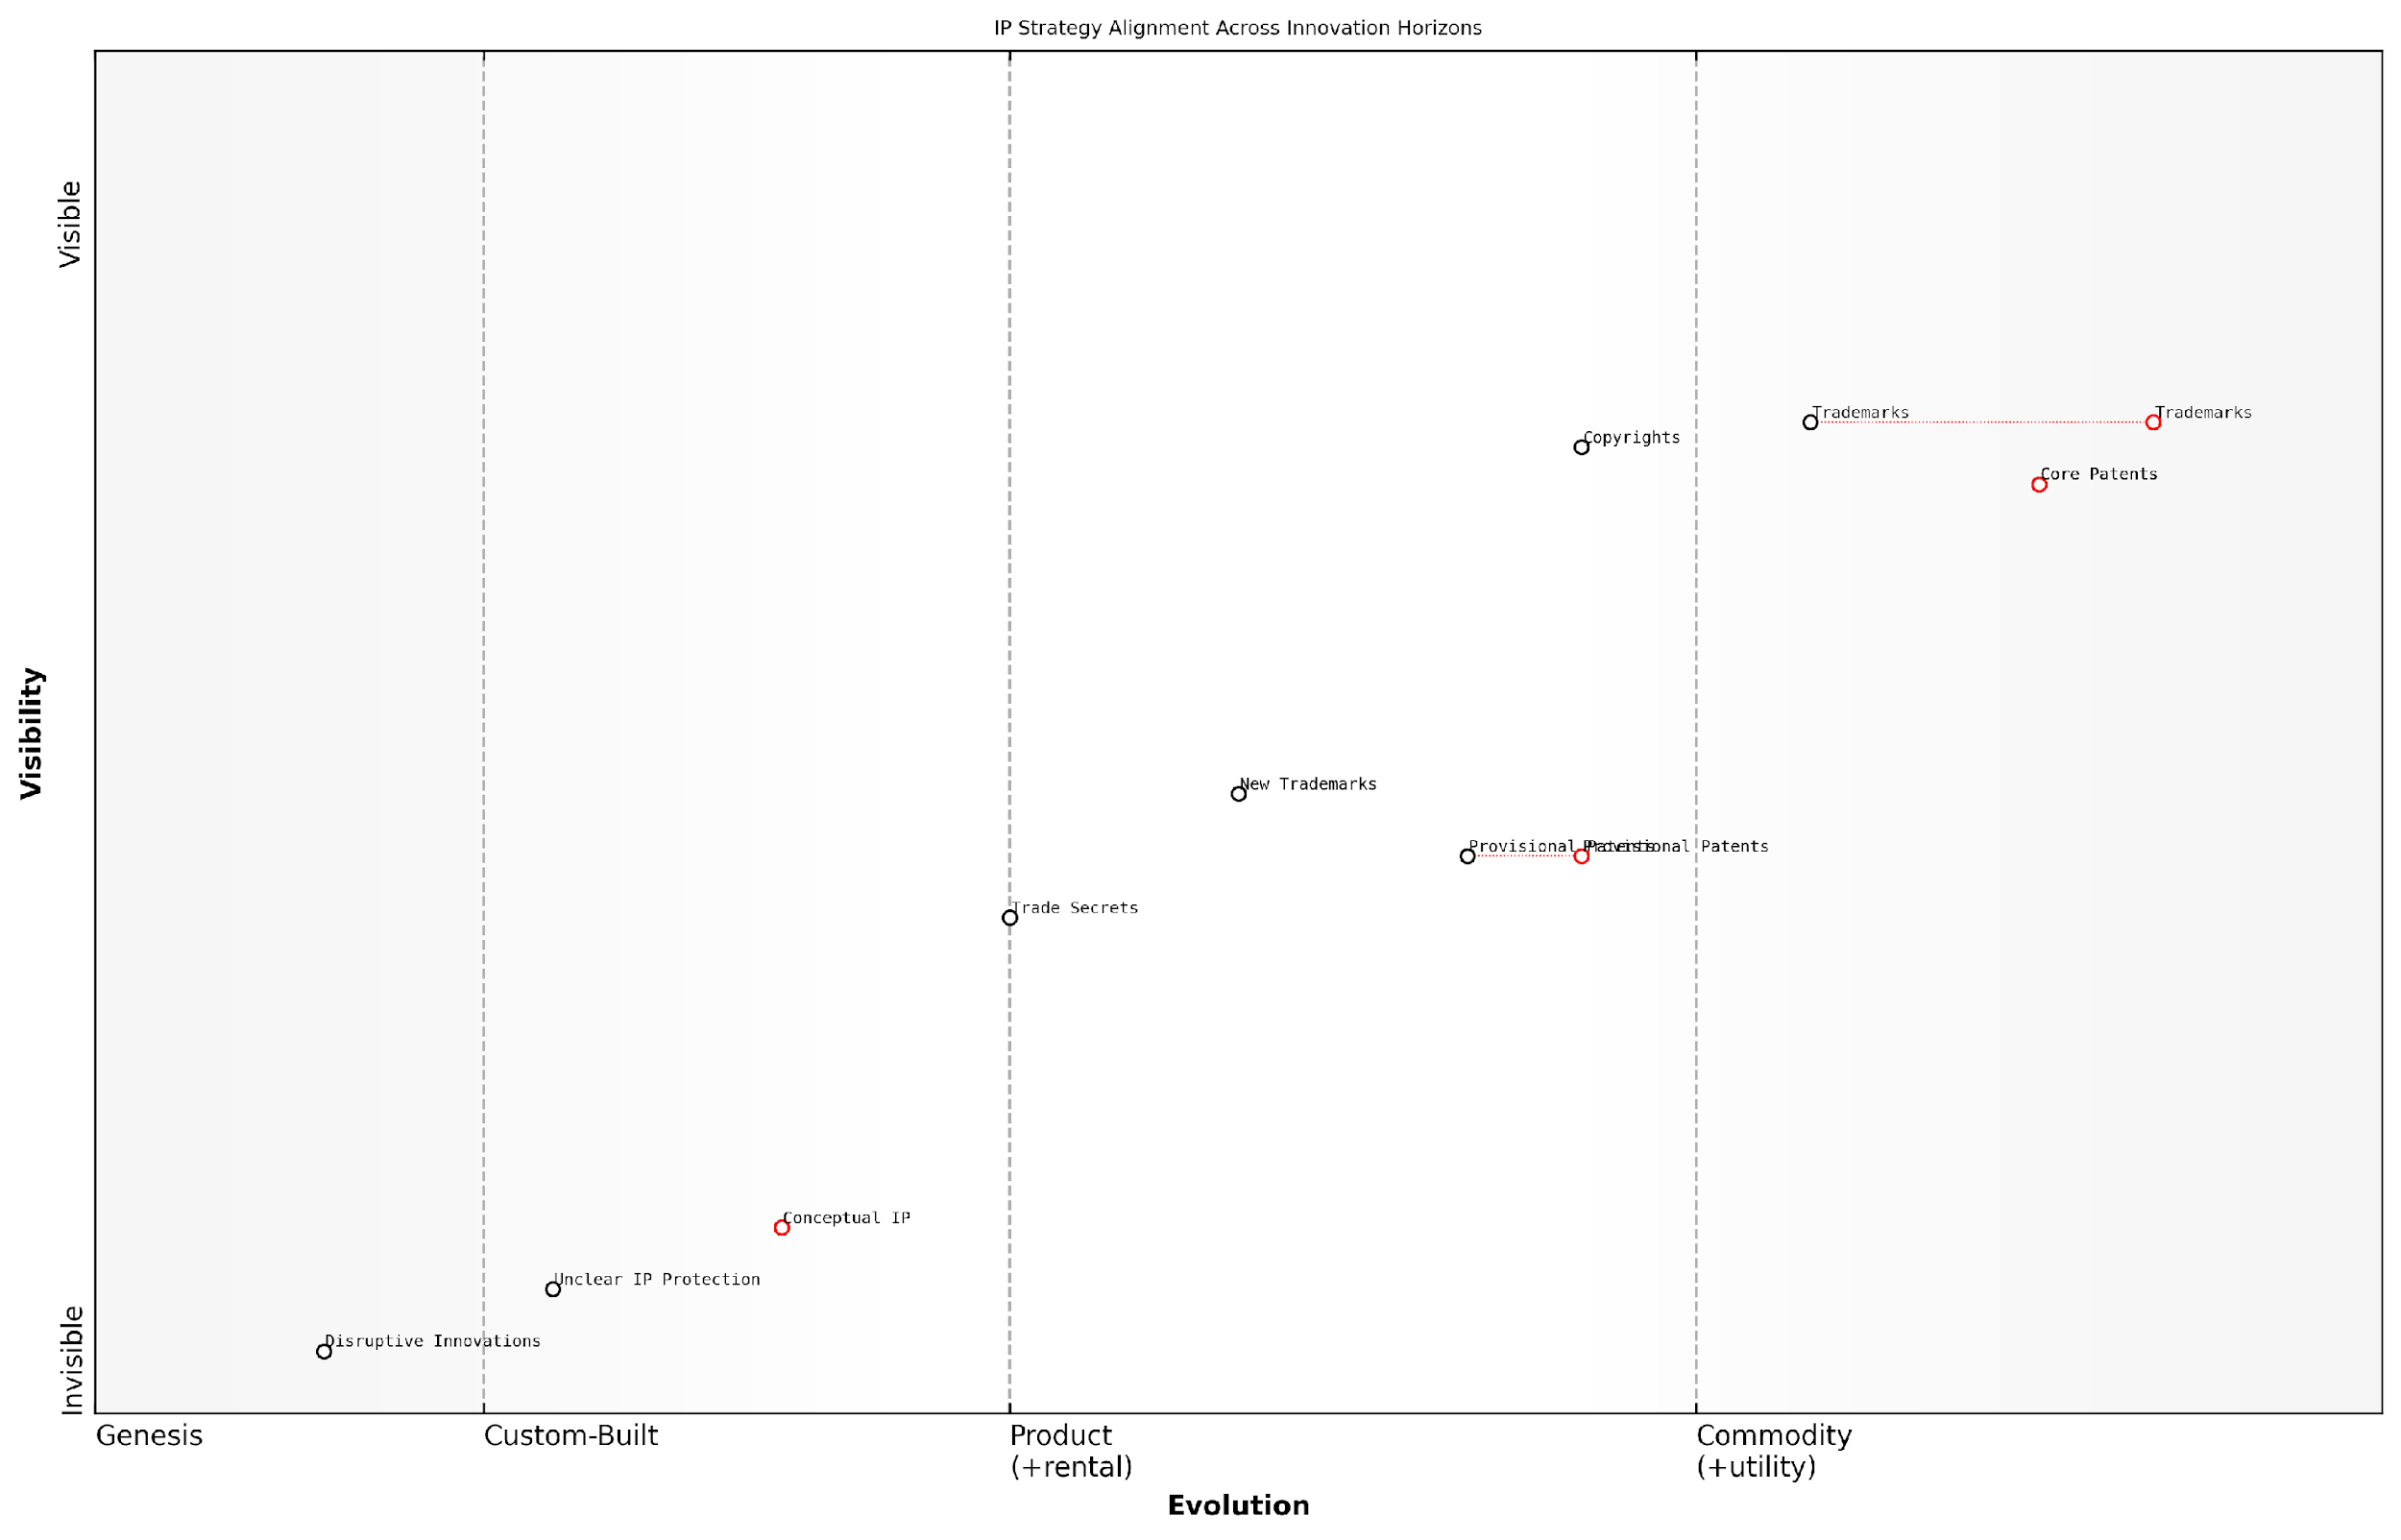 IP Strategy Alignment Across Innovation Horizons
Visible
Visibility
Invisible
Trademarks
Trademarks
Copyrights
Core Patents
New Trademarks
Provisional Patents
Provisional Patents
Trade Secrets
Conceptual IP
Unclear IP Protection
Disruptive Innovations
Genesis
Custom-Built
Product
(+rental)
Commodity
(+utility)
Evolution